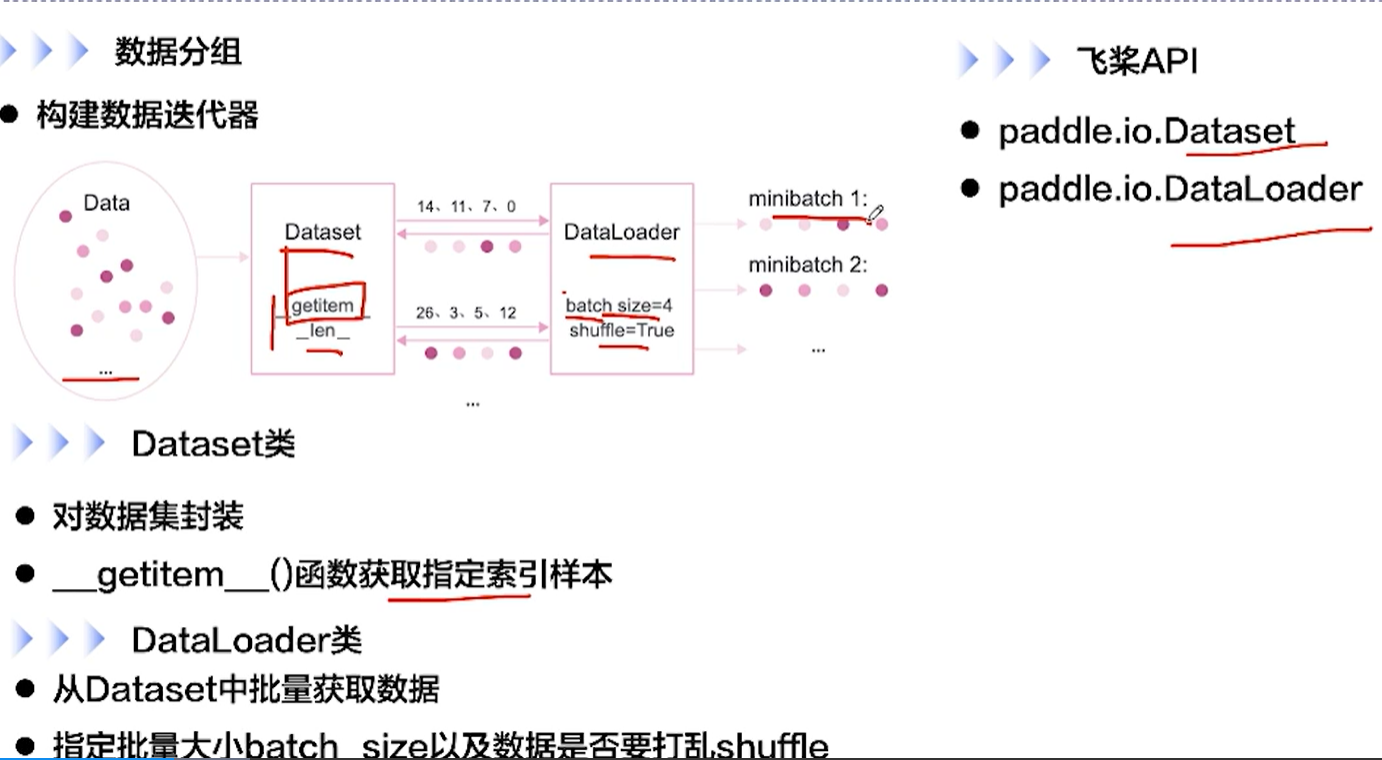 数据分组
构建数据迭代器
Data
...
Dataset
__getitem__
_len_
14、11、7、0
26、3、5、12
...
DataLoader
batch size=4
shuffle=True
minibatch 1:
minibatch 2:
...
Dataset类
对数据集封装
__getitem__()函数获取指定索引样本
DataLoader类
从Dataset中批量获取数据
指定批量大小batch_size以及数据是否要打乱shuffle
飞桨API
paddle.io.Dataset
paddle.io.DataLoader